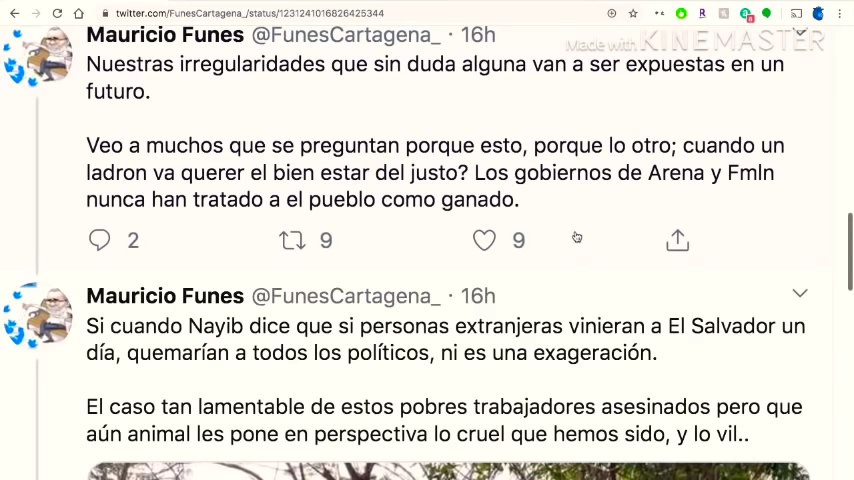 twitter.com/FunesCartagena_/status/1231241016826425344
Made with KINEMASTER
Mauricio Funes @FunesCartagena_ · 16h
Nuestras irregularidades que sin duda alguna van a ser expuestas en un
futuro.
Veo a muchos que se preguntan porque esto, porque lo otro; cuando un
ladron va querer el bien estar del justo? Los gobiernos de Arena y Fmln
nunca han tratado a el pueblo como ganado.
2 9 9
Mauricio Funes @FunesCartagena_ · 16h
Si cuando Nayib dice que si personas extranjeras vinieran a El Salvador un
día, quemarían a todos los políticos, ni es una exageración.
El caso tan lamentable de estos pobres trabajadores asesinados pero que
aún animal les pone en perspectiva lo cruel que hemos sido, y lo vil..